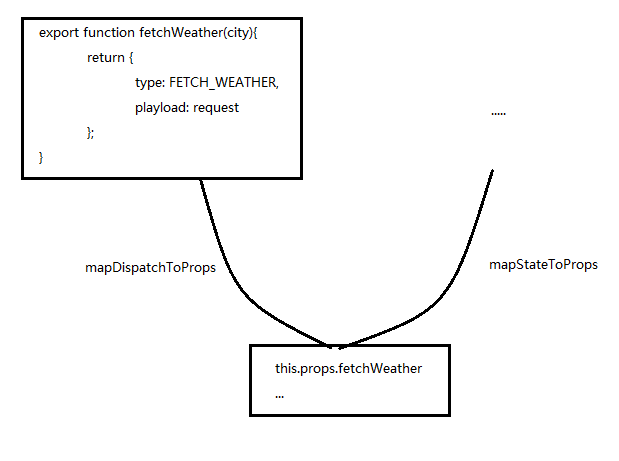 export function fetchWeather(city){
return {
type: FETCH_WEATHER,
playload: request
};
}
.....
mapDispatchToProps
mapStateToProps
this.props.fetchWeather
...